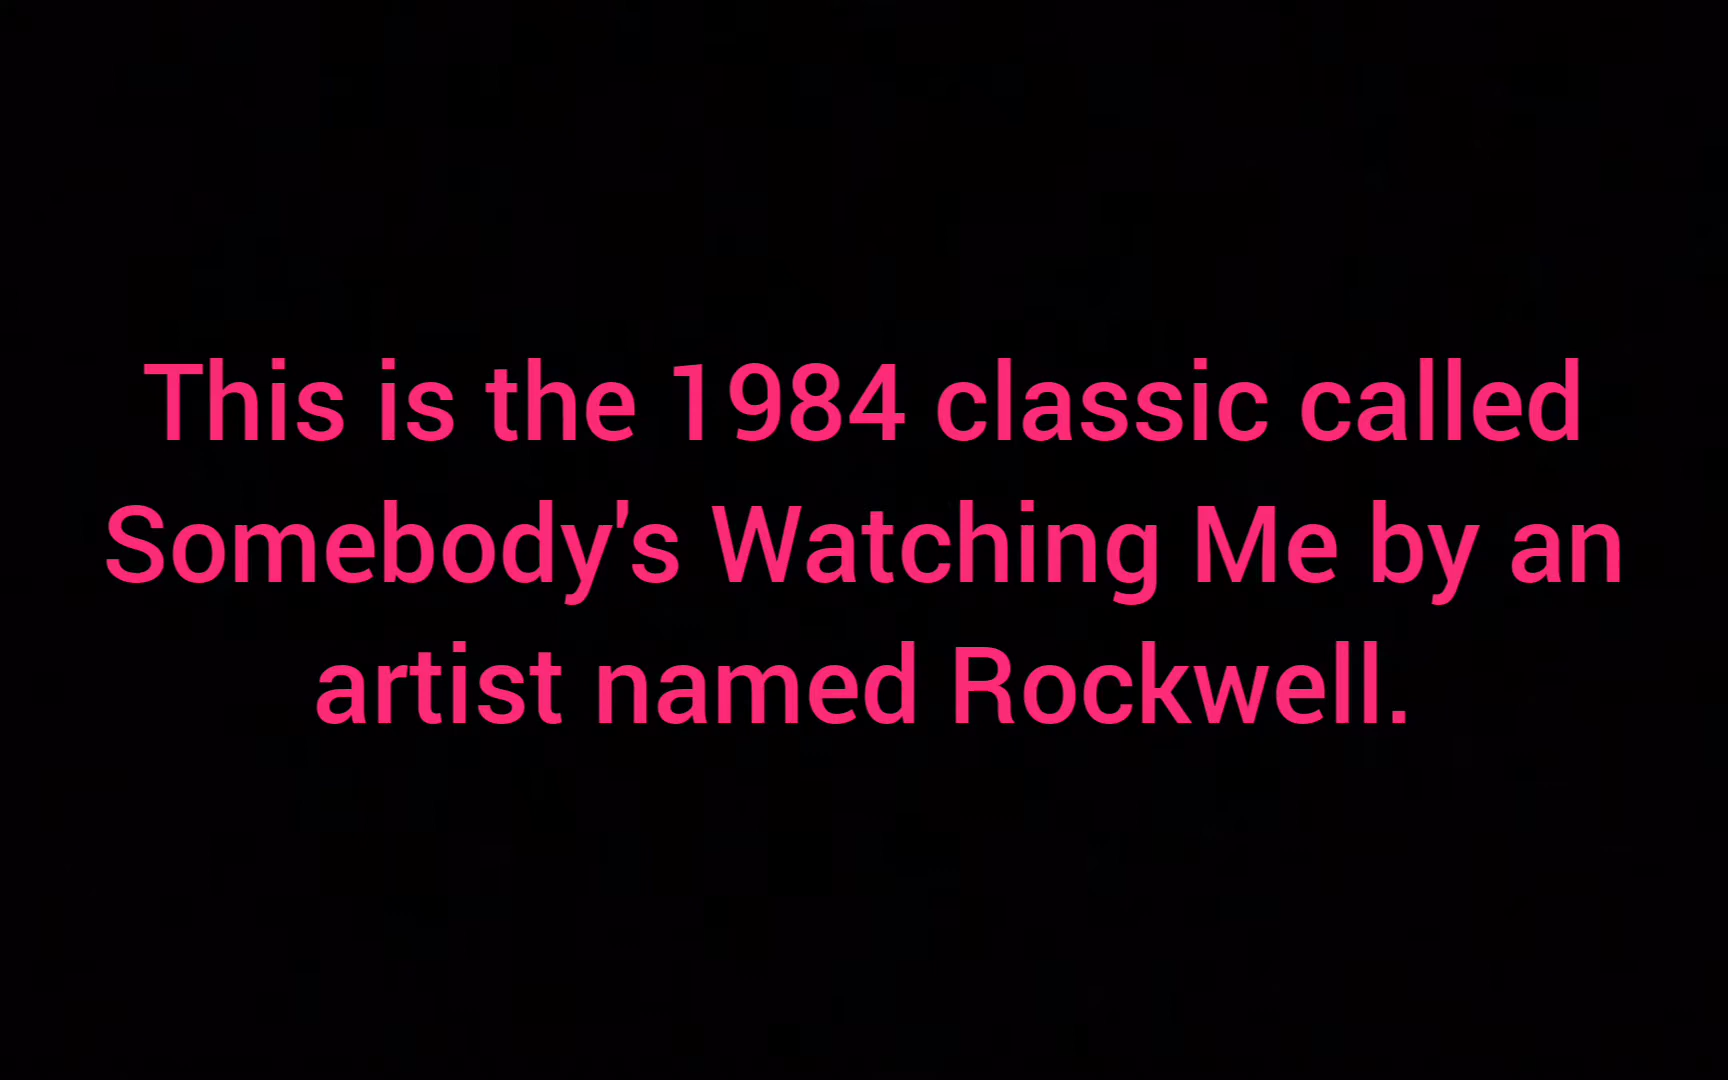 This is the 1984 classic called
Somebody's Watching Me by an
artist named Rockwell.